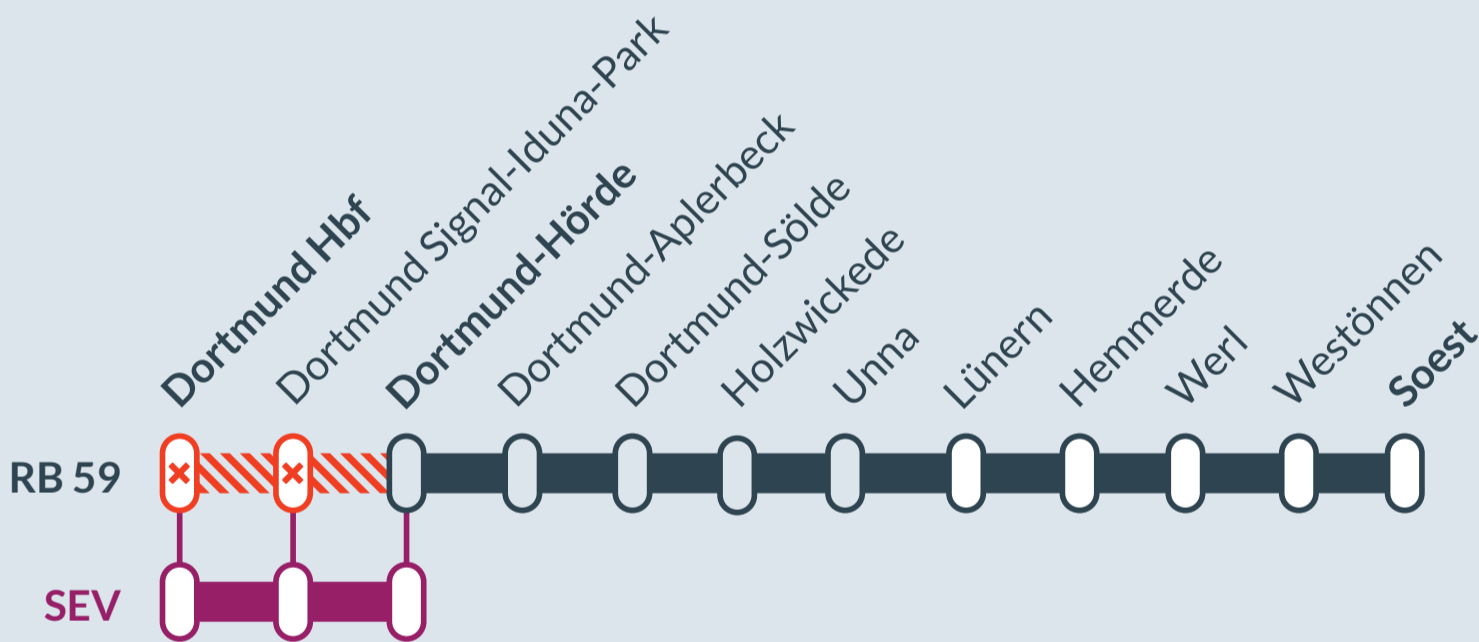 Dortmund Hbf
Dortmund Signal-Iduna-Park
Dortmund-Hörde
Dortmund-Aplerbeck
Dortmund-Sölde
Holzwickede
Unna
Lünern
Hemmerde
Werl
Westönnen
Soest
RB 59
SEV